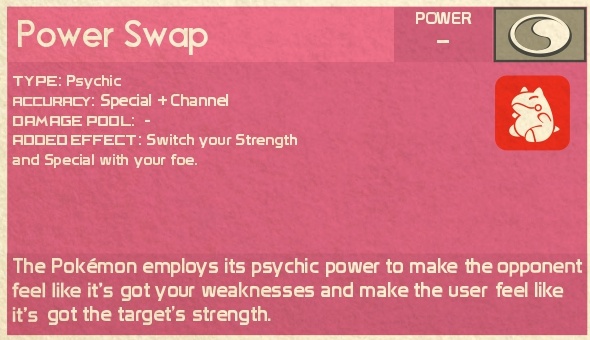 Power Swap
POWER
–
TYPE: Psychic
ACCURACY: Special + Channel
DAMAGE POOL: -
ADDED EFFECT: Switch your Strength
and Special with your foe.
The Pokémon employs its psychic power to make the opponent
feel like it's got your weaknesses and make the user feel like
it's got the target's strength.